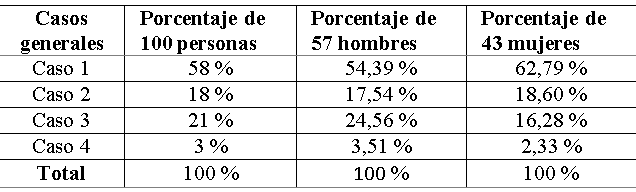 Casos generales Porcentaje de 100 personas Porcentaje de 57 hombres Porcentaje de 43 mujeres
Caso 1 58 % 54,39 % 62,79 %
Caso 2 18 % 17,54 % 18,60 %
Caso 3 21 % 24,56 % 16,28 %
Caso 4 3 % 3,51 % 2,33 %
Total 100 % 100 % 100 %